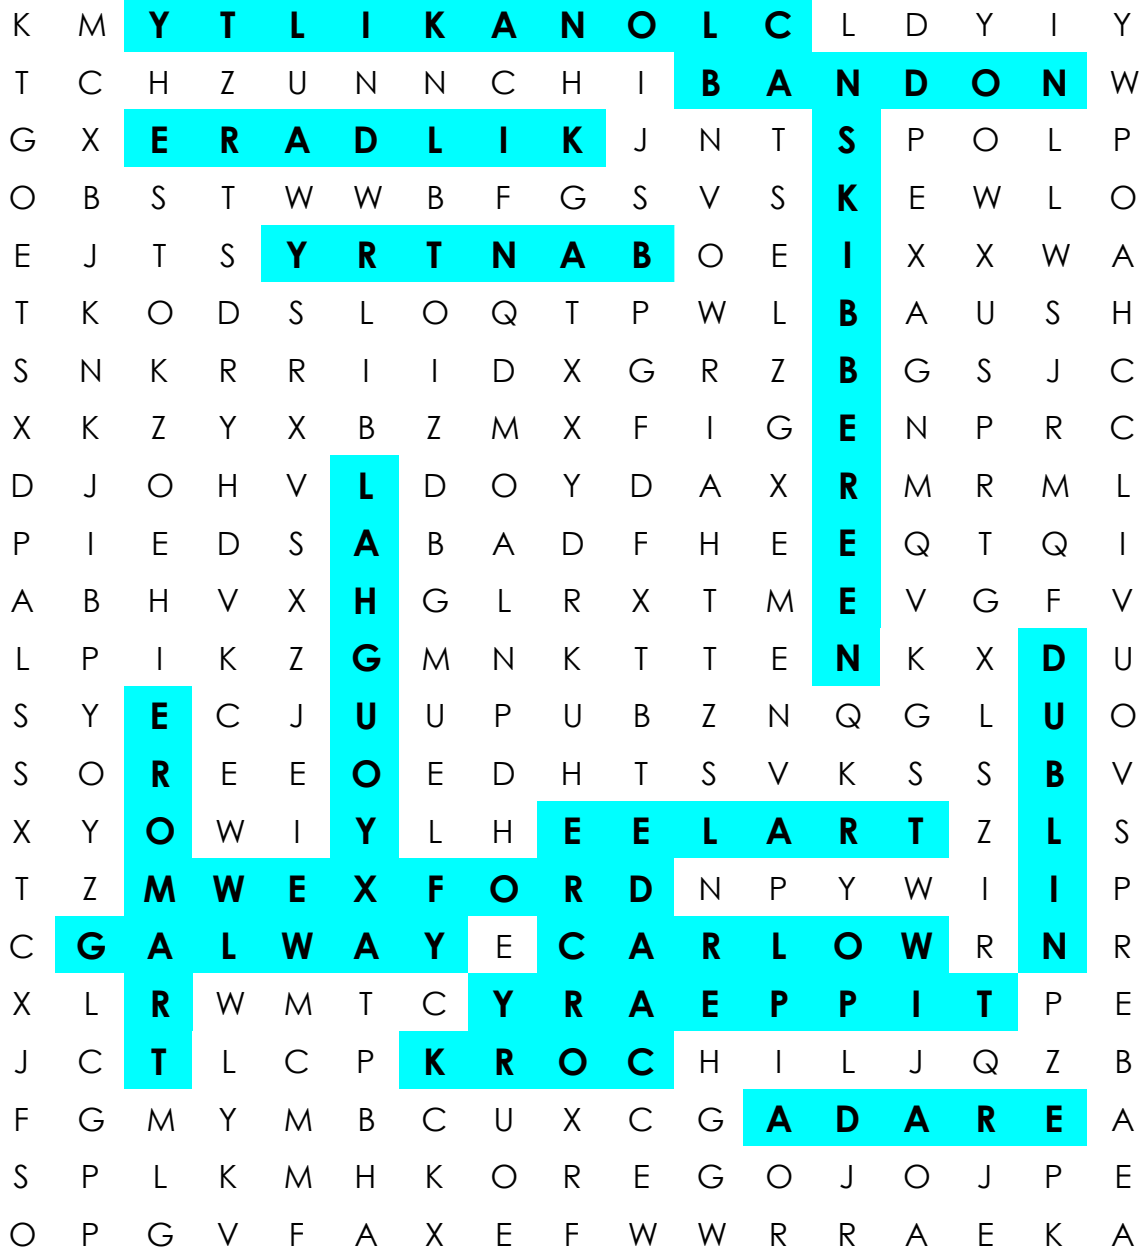 K M Y T L I K A N O L C L D Y I Y
T C H Z U N N C H I B A N D O N W
G X E R A D L I K J N T S P O L P
O B S T W W B F G S V S K E W L O
E J T S Y R T N A B O E I X X W A
T K O D S L O Q T P W L B A U S H
S N K R R I I D X G R Z B G S J C
X K Z Y X B Z M X F I G E N P R C
D J O H V L D O Y D A X R M R M L
P I E D S A B A D F H E E Q T Q I
A B H V X H G L R X T M E V G F V
L P I K Z G M N K T T E N K X D U
S Y E C J U U P U B Z N Q G L U O
S O R E E O E D H T S V K S S B V
X Y O W I Y L H E E L A R T Z L S
T Z M W E X F O R D N P Y W I I P
C G A L W A Y E C A R L O W R N R
X L R W M T C Y R A E P P I T P E
J C T L C P K R O C H I L J Q Z B
F G M Y M B C U X C G A D A R E A
S P L K M H K O R E G O J O J P E
O P G V F A X E F W W R R A E K A